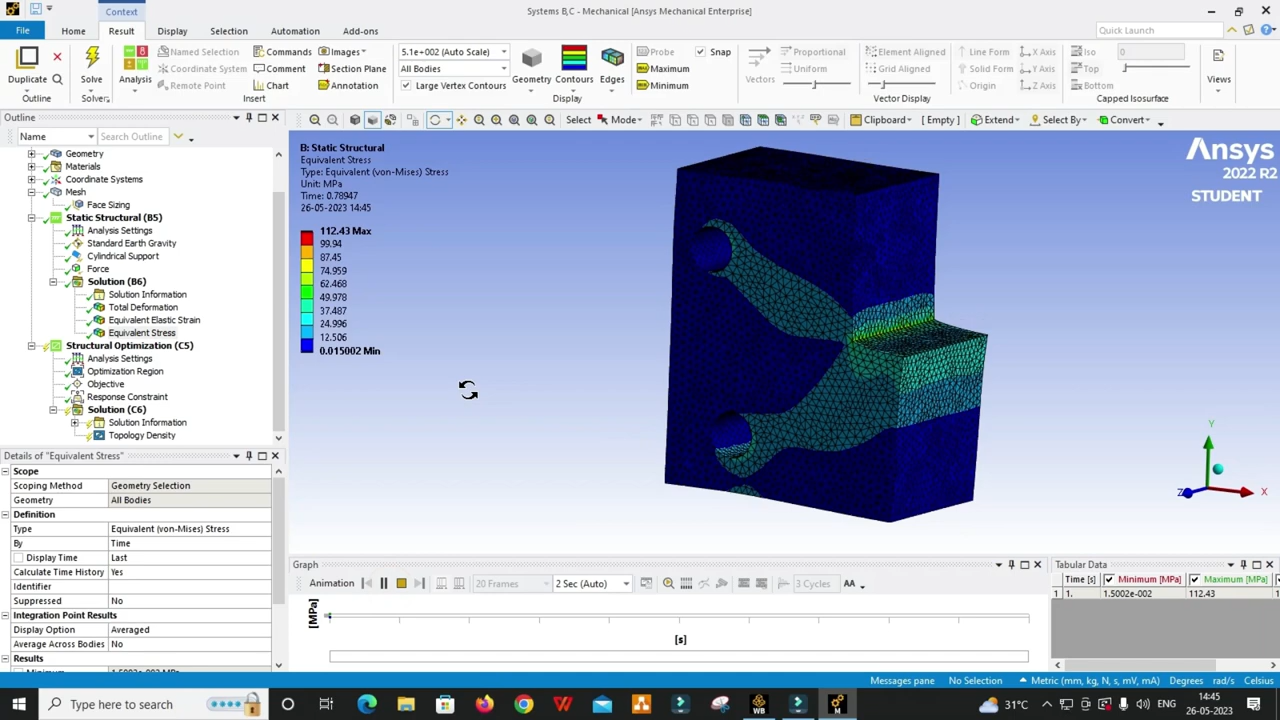 Systems B,C - Mechanical [Ansys Mechanical Enterprise]
Context
File Home Result Display Selection Automation Add-ons
Quick Launch
Duplicate
Outline
Solve
Solver
Analysis
Named Selection
Coordinate System
Remote Point
Commands
Comment
Chart
Images
Section Plane
Annotation
Insert
5.1e+002 (Auto Scale)
All Bodies
Large Vertex Contours
Geometry
Contours
Edges
Probe
Maximum
Minimum
Snap
Display
Vectors
Proportional
Uniform
Element Aligned
Grid Aligned
Line Form
Solid Form
Origin
X Axis
Y Axis
Z Axis
Vector Display
Iso
Top
Bottom
0
Capped Isosurface
Views
Outline
Name
Search Outline
Select
Mode
Clipboard
[ Empty ]
Extend
Select By
Convert
Geometry
Materials
Coordinate Systems
Mesh
Face Sizing
Static Structural (B5)
Analysis Settings
Standard Earth Gravity
Cylindrical Support
Force
Solution (B6)
Solution Information
Total Deformation
Equivalent Elastic Strain
Equivalent Stress
Structural Optimization (C5)
Analysis Settings
Optimization Region
Objective
Response Constraint
Solution (C6)
Solution Information
Topology Density
B: Static Structural
Equivalent Stress
Type: Equivalent (von-Mises) Stress
Unit: MPa
Time: 0.78947
26-05-2023 14:45
112.43 Max
99.94
87.45
74.959
62.468
49.978
37.487
24.996
12.506
0.015002 Min
Ansys
2022 R2
STUDENT
Y
X
Z
Details of "Equivalent Stress"
Scope
Scoping Method Geometry Selection
Geometry All Bodies
Definition
Type Equivalent (von-Mises) Stress
By Time
Display Time Last
Calculate Time History Yes
Identifier
Suppressed No
Integration Point Results
Display Option Averaged
Average Across Bodies No
Results
Graph
Animation
20 Frames
2 Sec (Auto)
3 Cycles
[MPa]
[s]
Tabular Data
Time [s] Minimum [MPa] Maximum [MPa]
1 1. 1.5002e-002 112.43
Messages pane
No Selection
Metric (mm, kg, N, s, mV, mA)
Degrees
rad/s
Celsius
Type here to search
31°C
ENG
14:45
26-05-2023